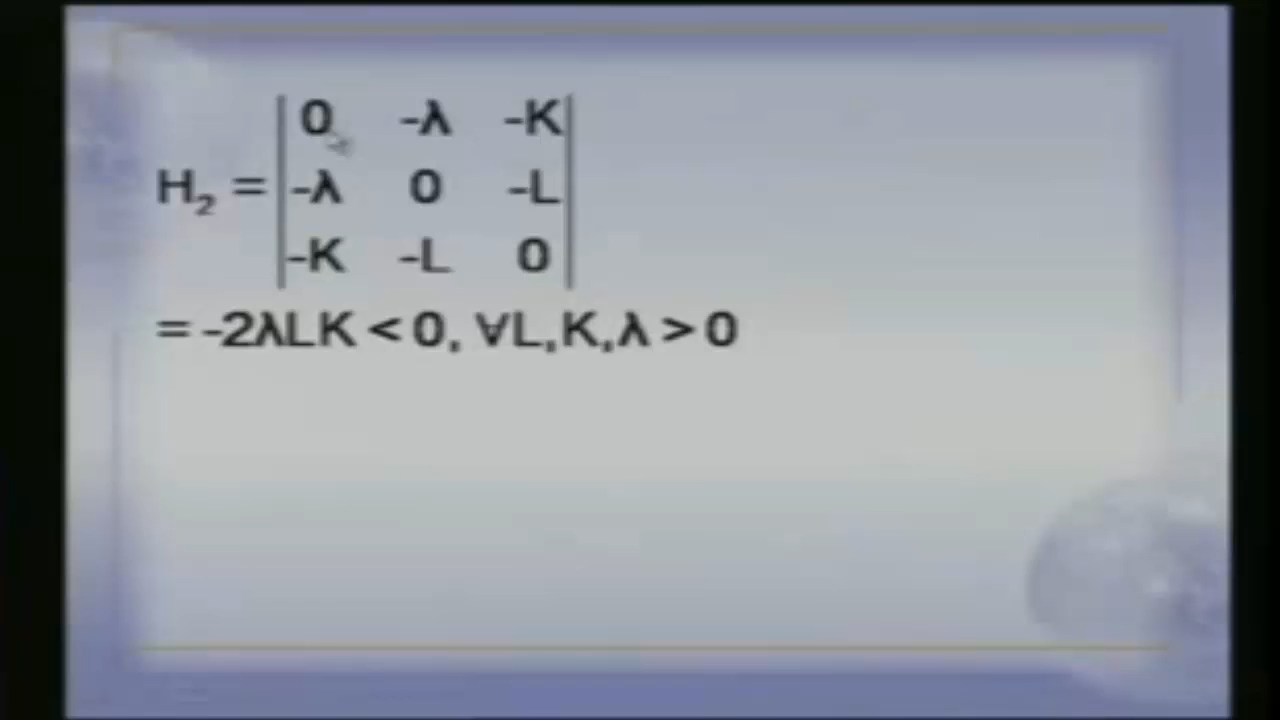 0 -λ -K
H₂ = -λ 0 -L
-K -L 0
= -2λLK < 0, ∀L,K,λ > 0